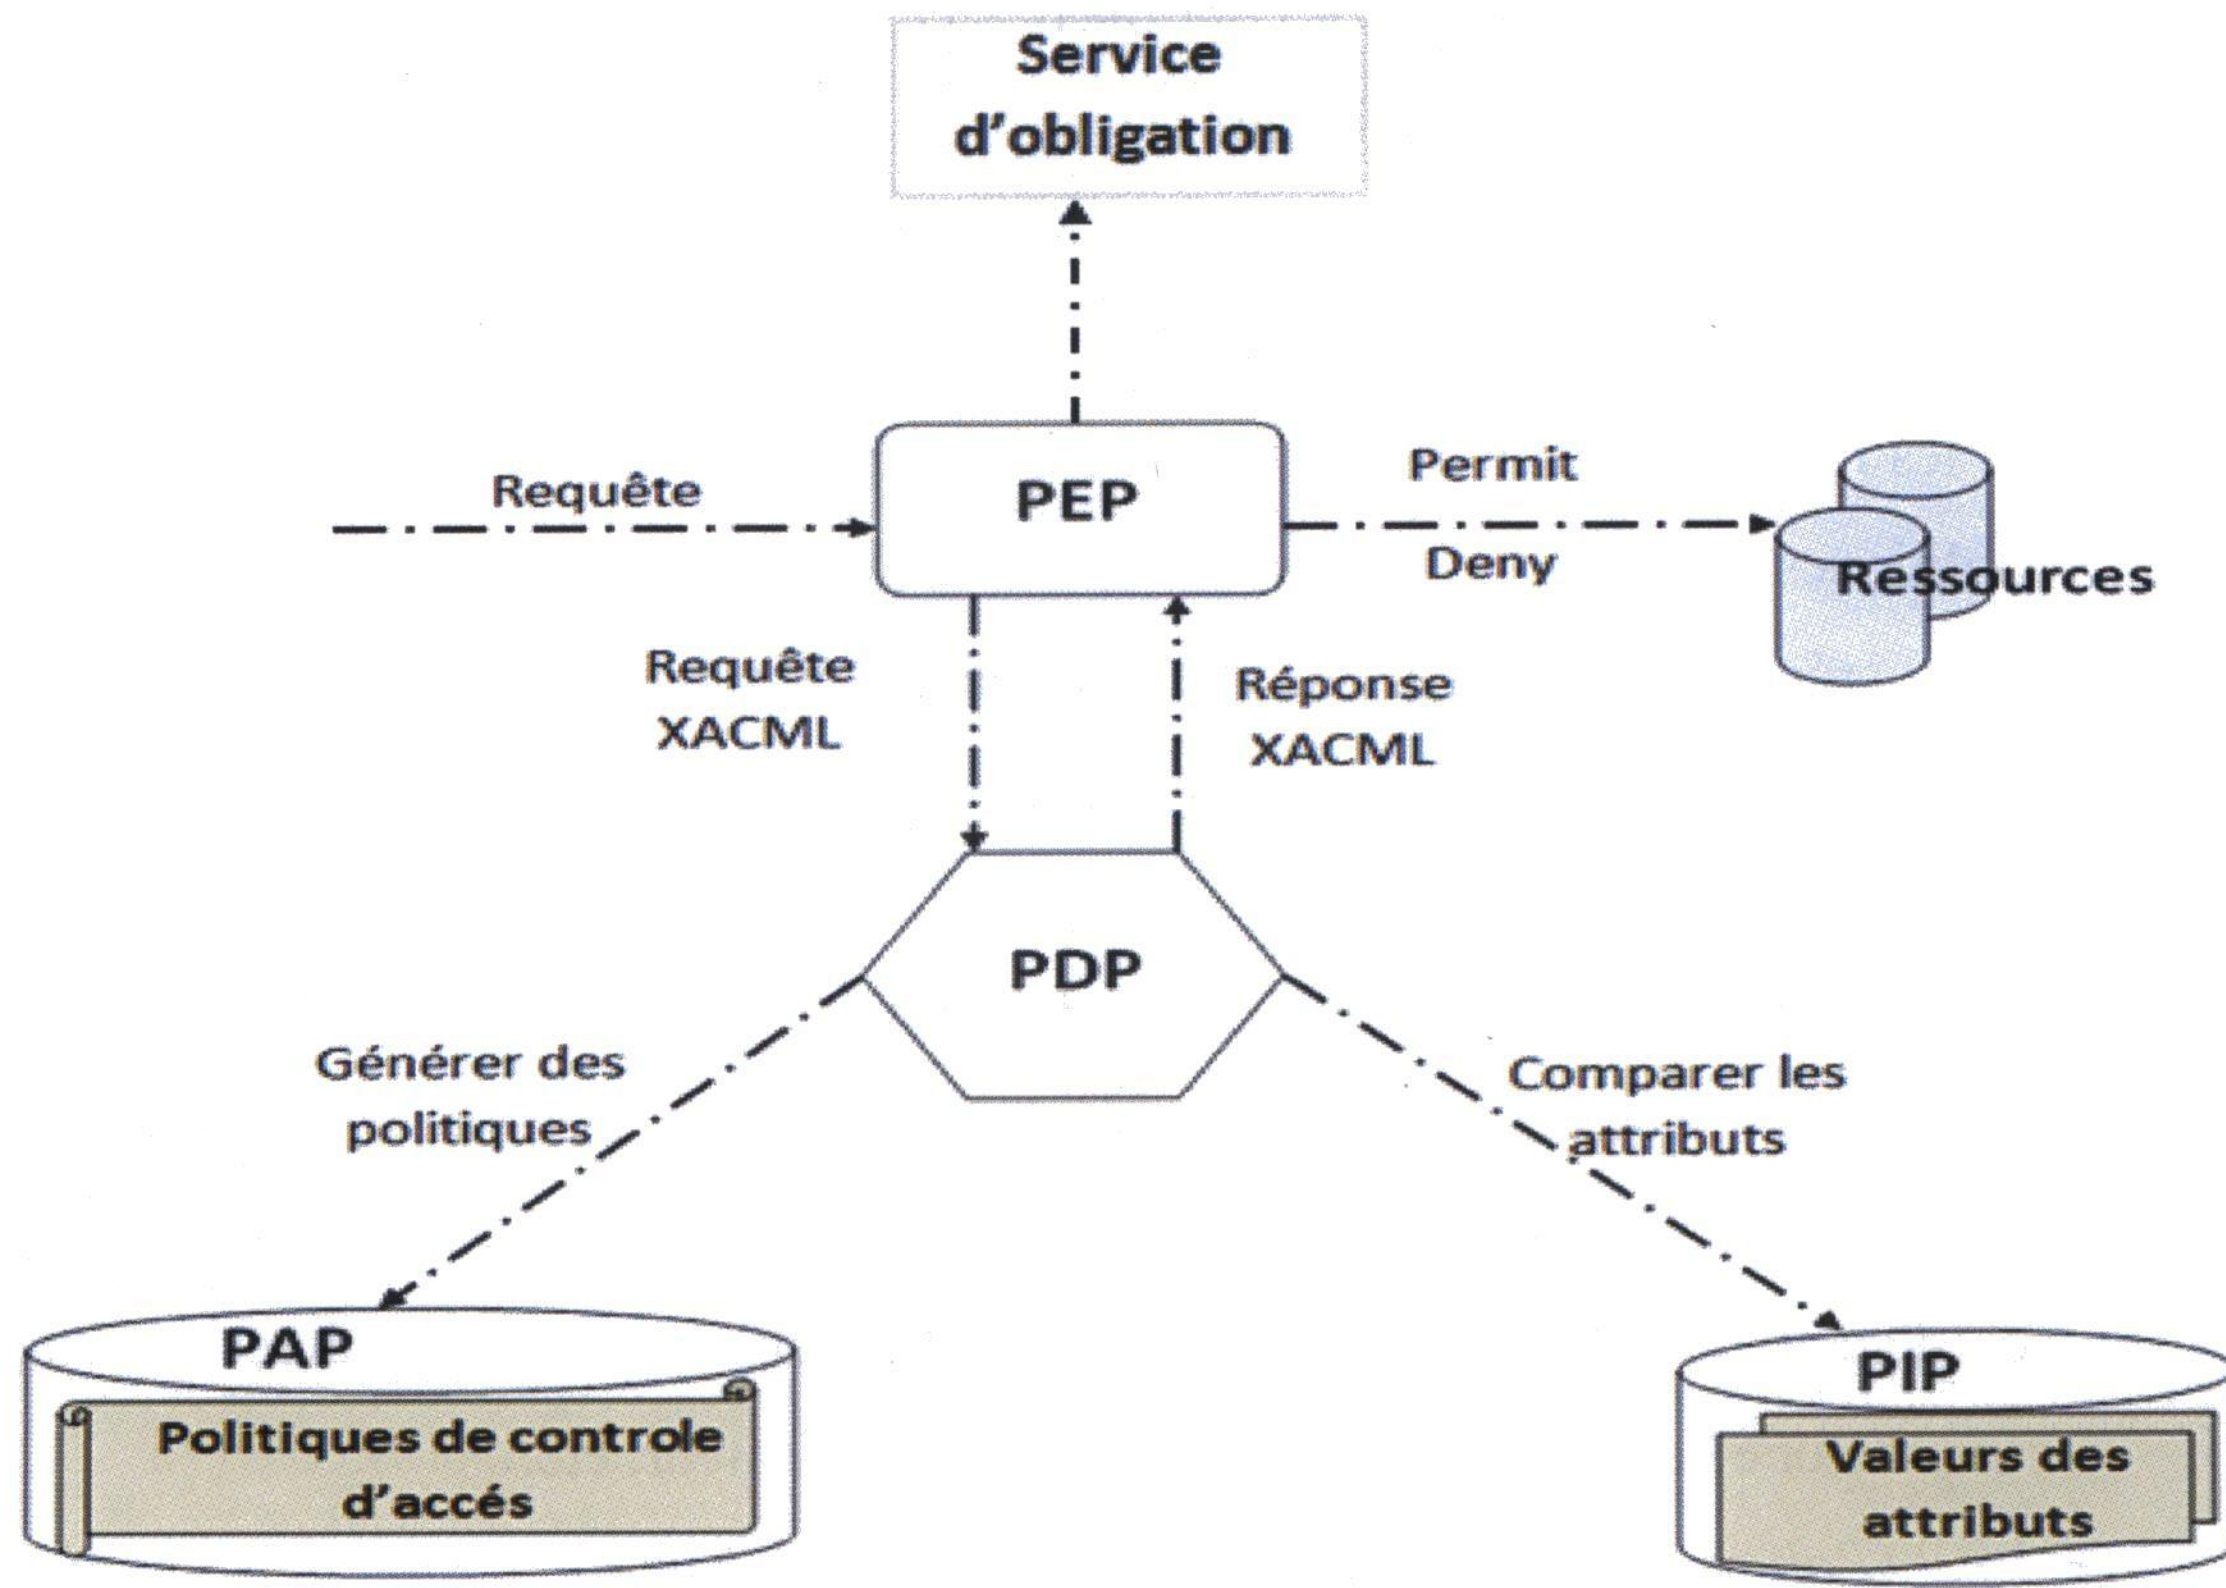 Service
d'obligation
Requête
PEP
Permit
Deny
Ressources
Requête
XACML
Réponse
XACML
PDP
Générer des
politiques
Comparer les
attributs
PAP
Politiques de controle
d'accés
PIP
Valeurs des
attributs